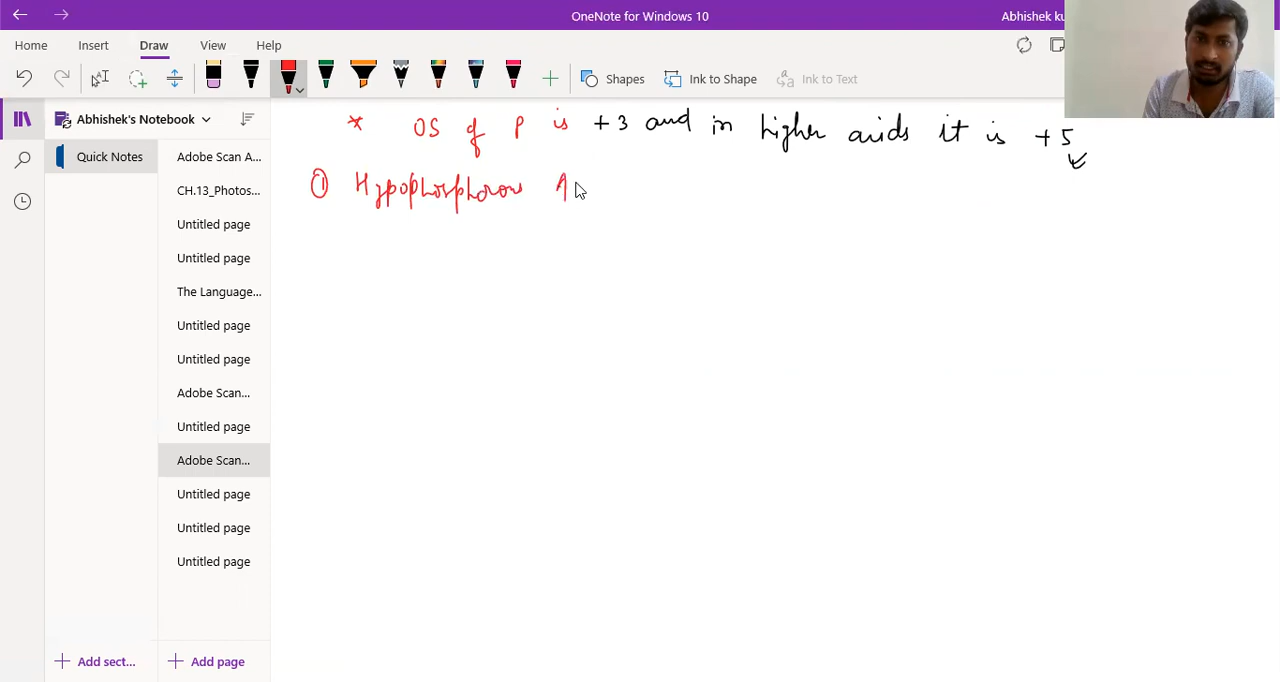 OneNote for Windows 10
Abhishek ku
Home Insert Draw View Help
Shapes Ink to Shape Ink to Text
Abhishek's Notebook
Quick Notes
Adobe Scan A...
CH.13_Photos...
Untitled page
Untitled page
The Language...
Untitled page
Untitled page
Adobe Scan...
Untitled page
Adobe Scan...
Untitled page
Untitled page
Untitled page
+ Add sect...
+ Add page
* OS of P is +3 and in higher acids it is +5
① Hypophosphorous A